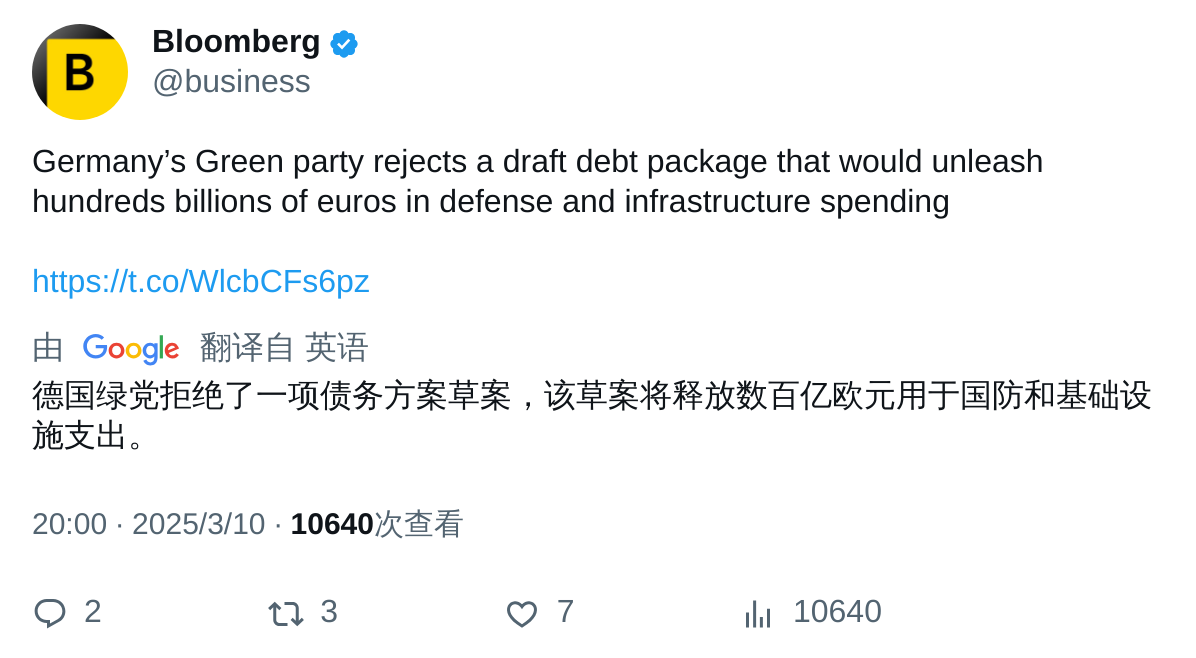 B
Bloomberg
@business
Germany’s Green party rejects a draft debt package that would unleash
hundreds billions of euros in defense and infrastructure spending
https://t.co/WlcbCFs6pz
由 Google 翻译自 英语
德国绿党拒绝了一项债务方案草案，该草案将释放数百亿欧元用于国防和基础设
施支出。
20:00 · 2025/3/10 · 10640次查看
2 3 7 10640